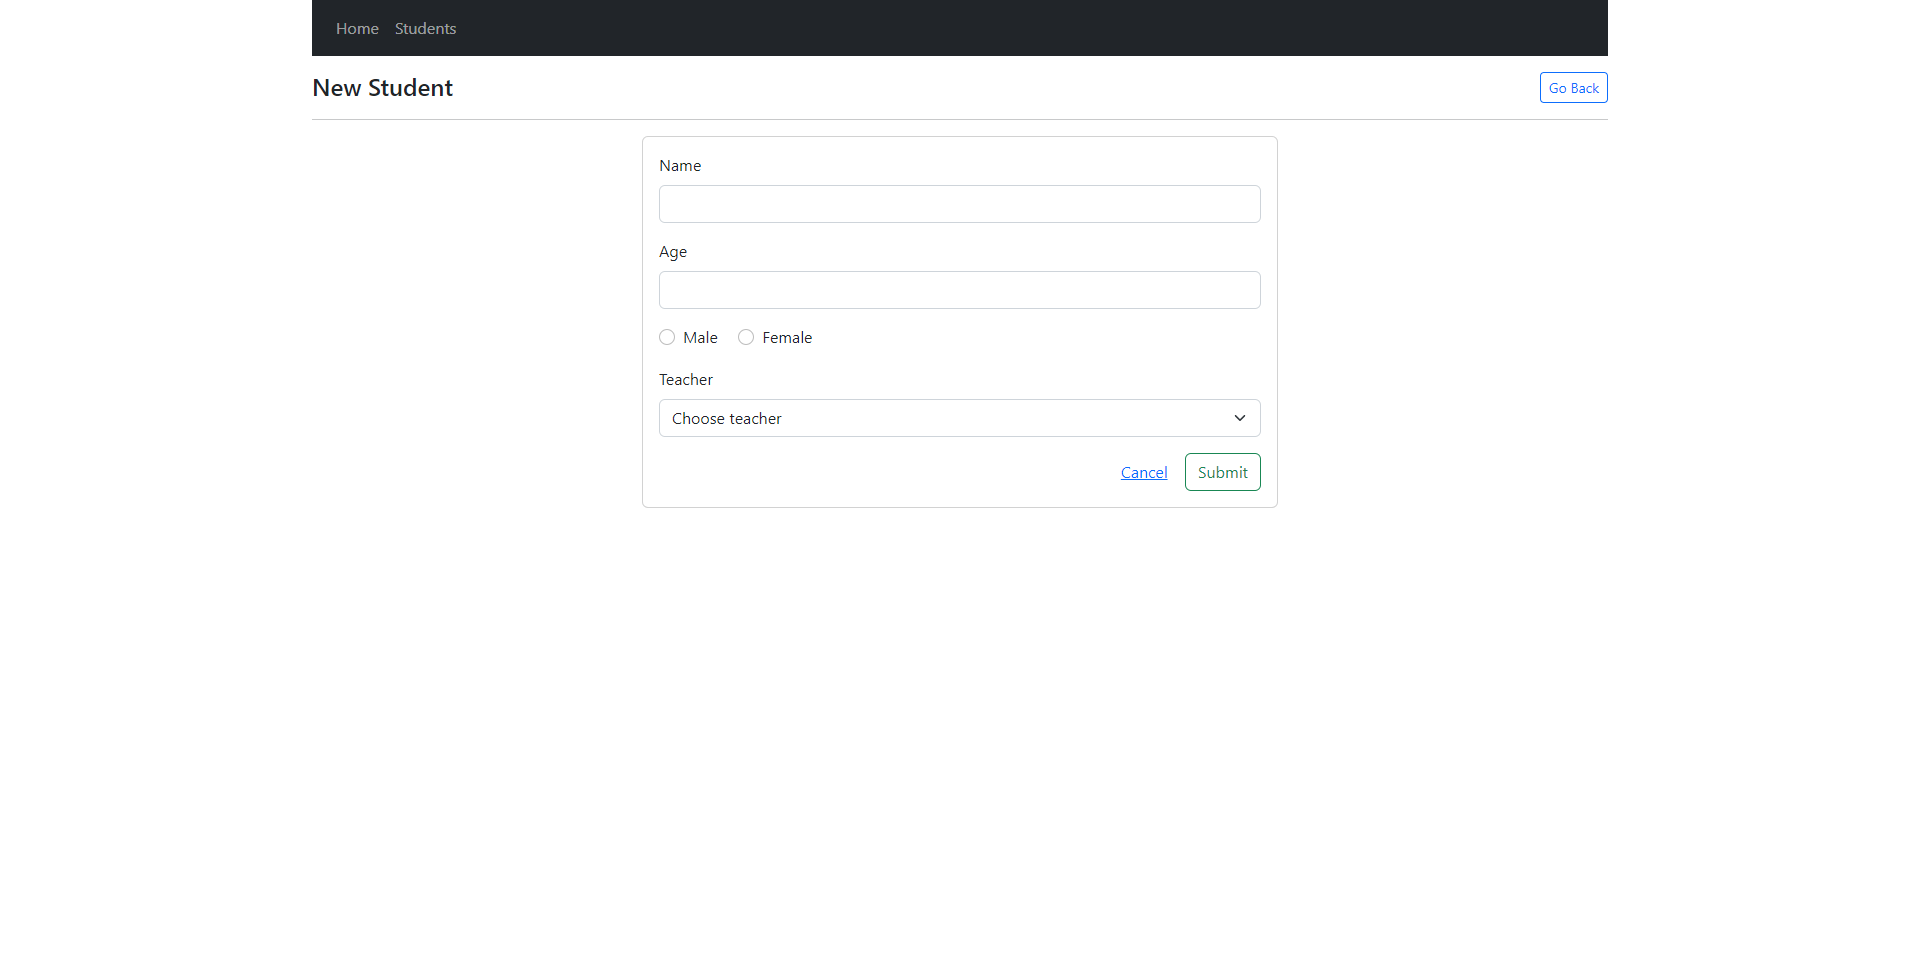 Home Students
New Student Go Back
Name
Age
Male Female
Teacher
Choose teacher
Cancel Submit